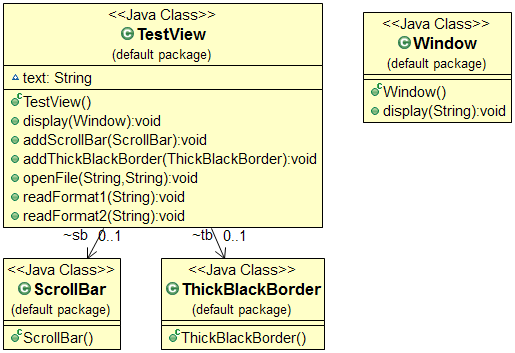 <<Java Class>>
TestView
(default package)
text: String
TestView()
display(Window):void
addScrollBar(ScrollBar):void
addThickBlackBorder(ThickBlackBorder):void
openFile(String,String):void
readFormat1(String):void
readFormat2(String):void
<<Java Class>>
Window
(default package)
Window()
display(String):void
~sb 0..1
~tb 0..1
<<Java Class>>
ScrollBar
(default package)
ScrollBar()
<<Java Class>>
ThickBlackBorder
(default package)
ThickBlackBorder()